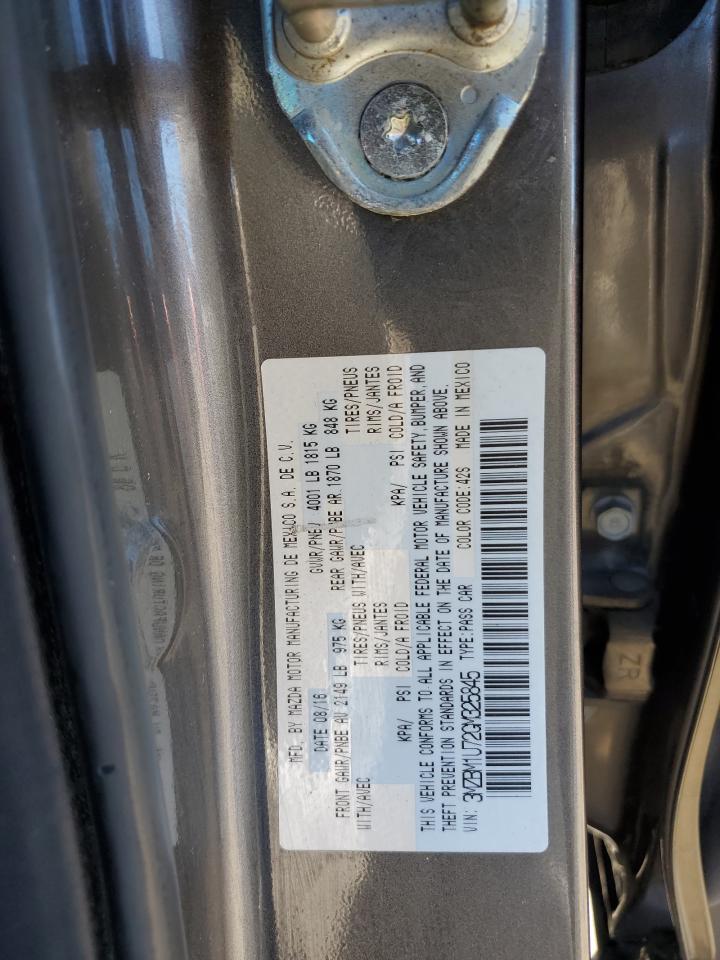 MFD. BY MAZDA MOTOR MANUFACTURING DE MEXICO S.A. DE C.V.
DATE 08/16 GVWR/PNBV 4001 LB 1815 KG
FRONT GAWR/PNBE AV 2149 LB 975 KG REAR GAWR/PNBE AR 1870 LB 848 KG
WITH/AVEC TIRES/PNEUS WITH/AVEC TIRES/PNEUS
RIMS/JANTES RIMS/JANTES
KPA/ PSI COLD/A FROID KPA/ PSI COLD/A FROID
THIS VEHICLE CONFORMS TO ALL APPLICABLE FEDERAL MOTOR VEHICLE SAFETY, BUMPER, AND
THEFT PREVENTION STANDARDS IN EFFECT ON THE DATE OF MANUFACTURE SHOWN ABOVE.
VIN: 3MZBM1U72GM325845 TYPE:PASS CAR COLOR CODE:42S MADE IN MEXICO
ZR